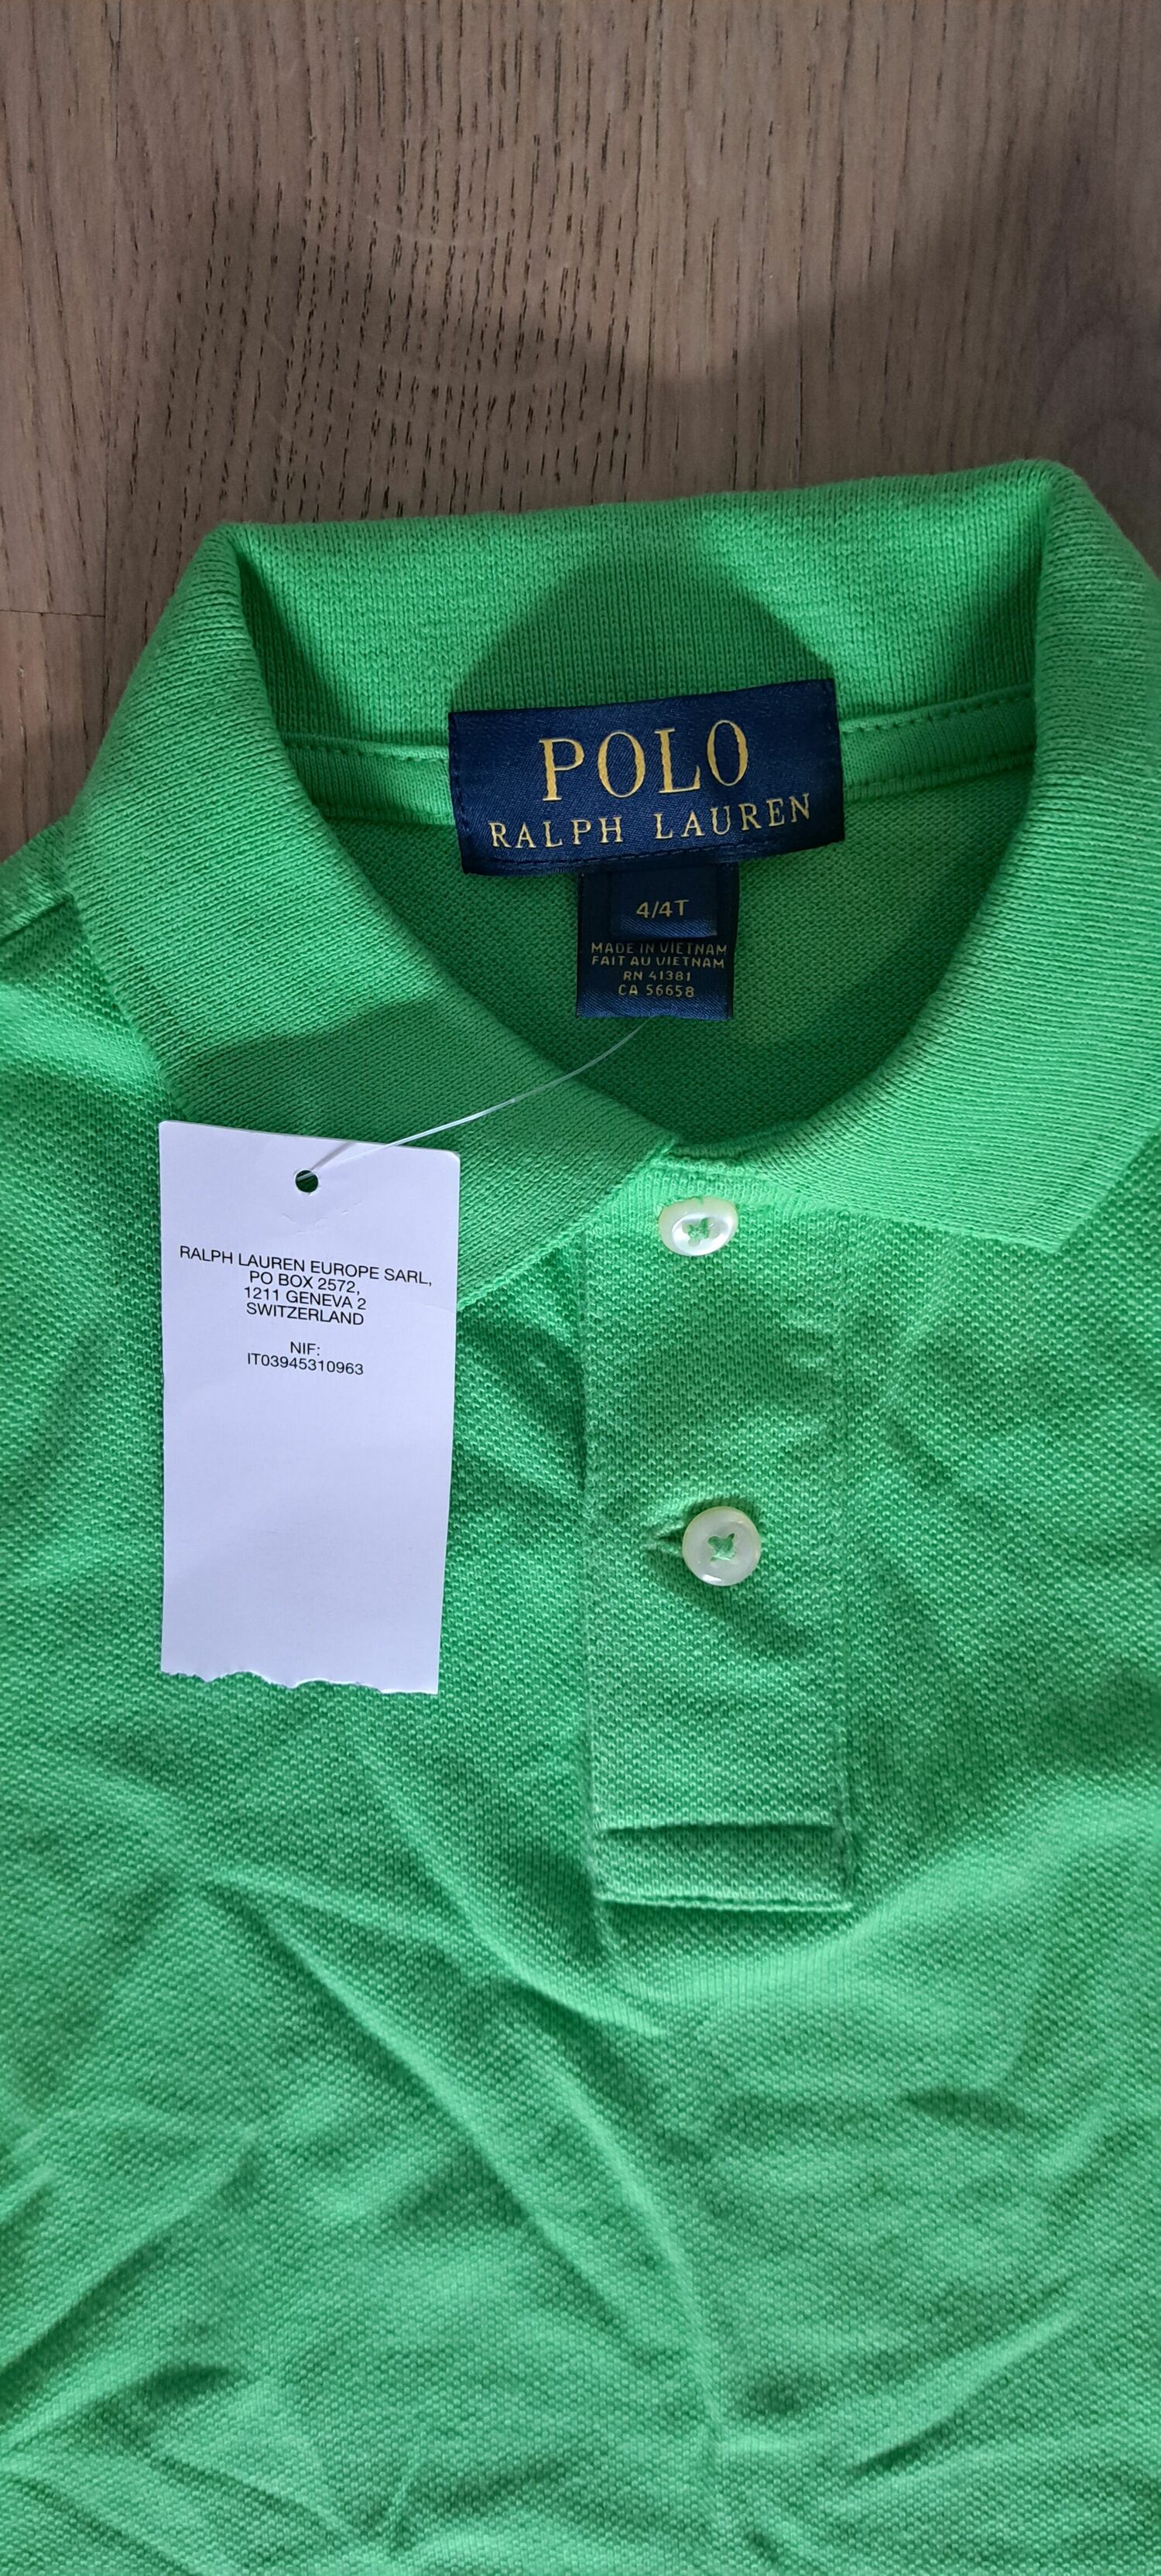 POLO
RALPH LAUREN
4/4T
MADE IN VIETNAM
FAIT AU VIETNAM
RN 41381
CA 56658
RALPH LAUREN EUROPE SARL,
PO BOX 2572,
1211 GENEVA 2
SWITZERLAND
NIF:
IT03945310963